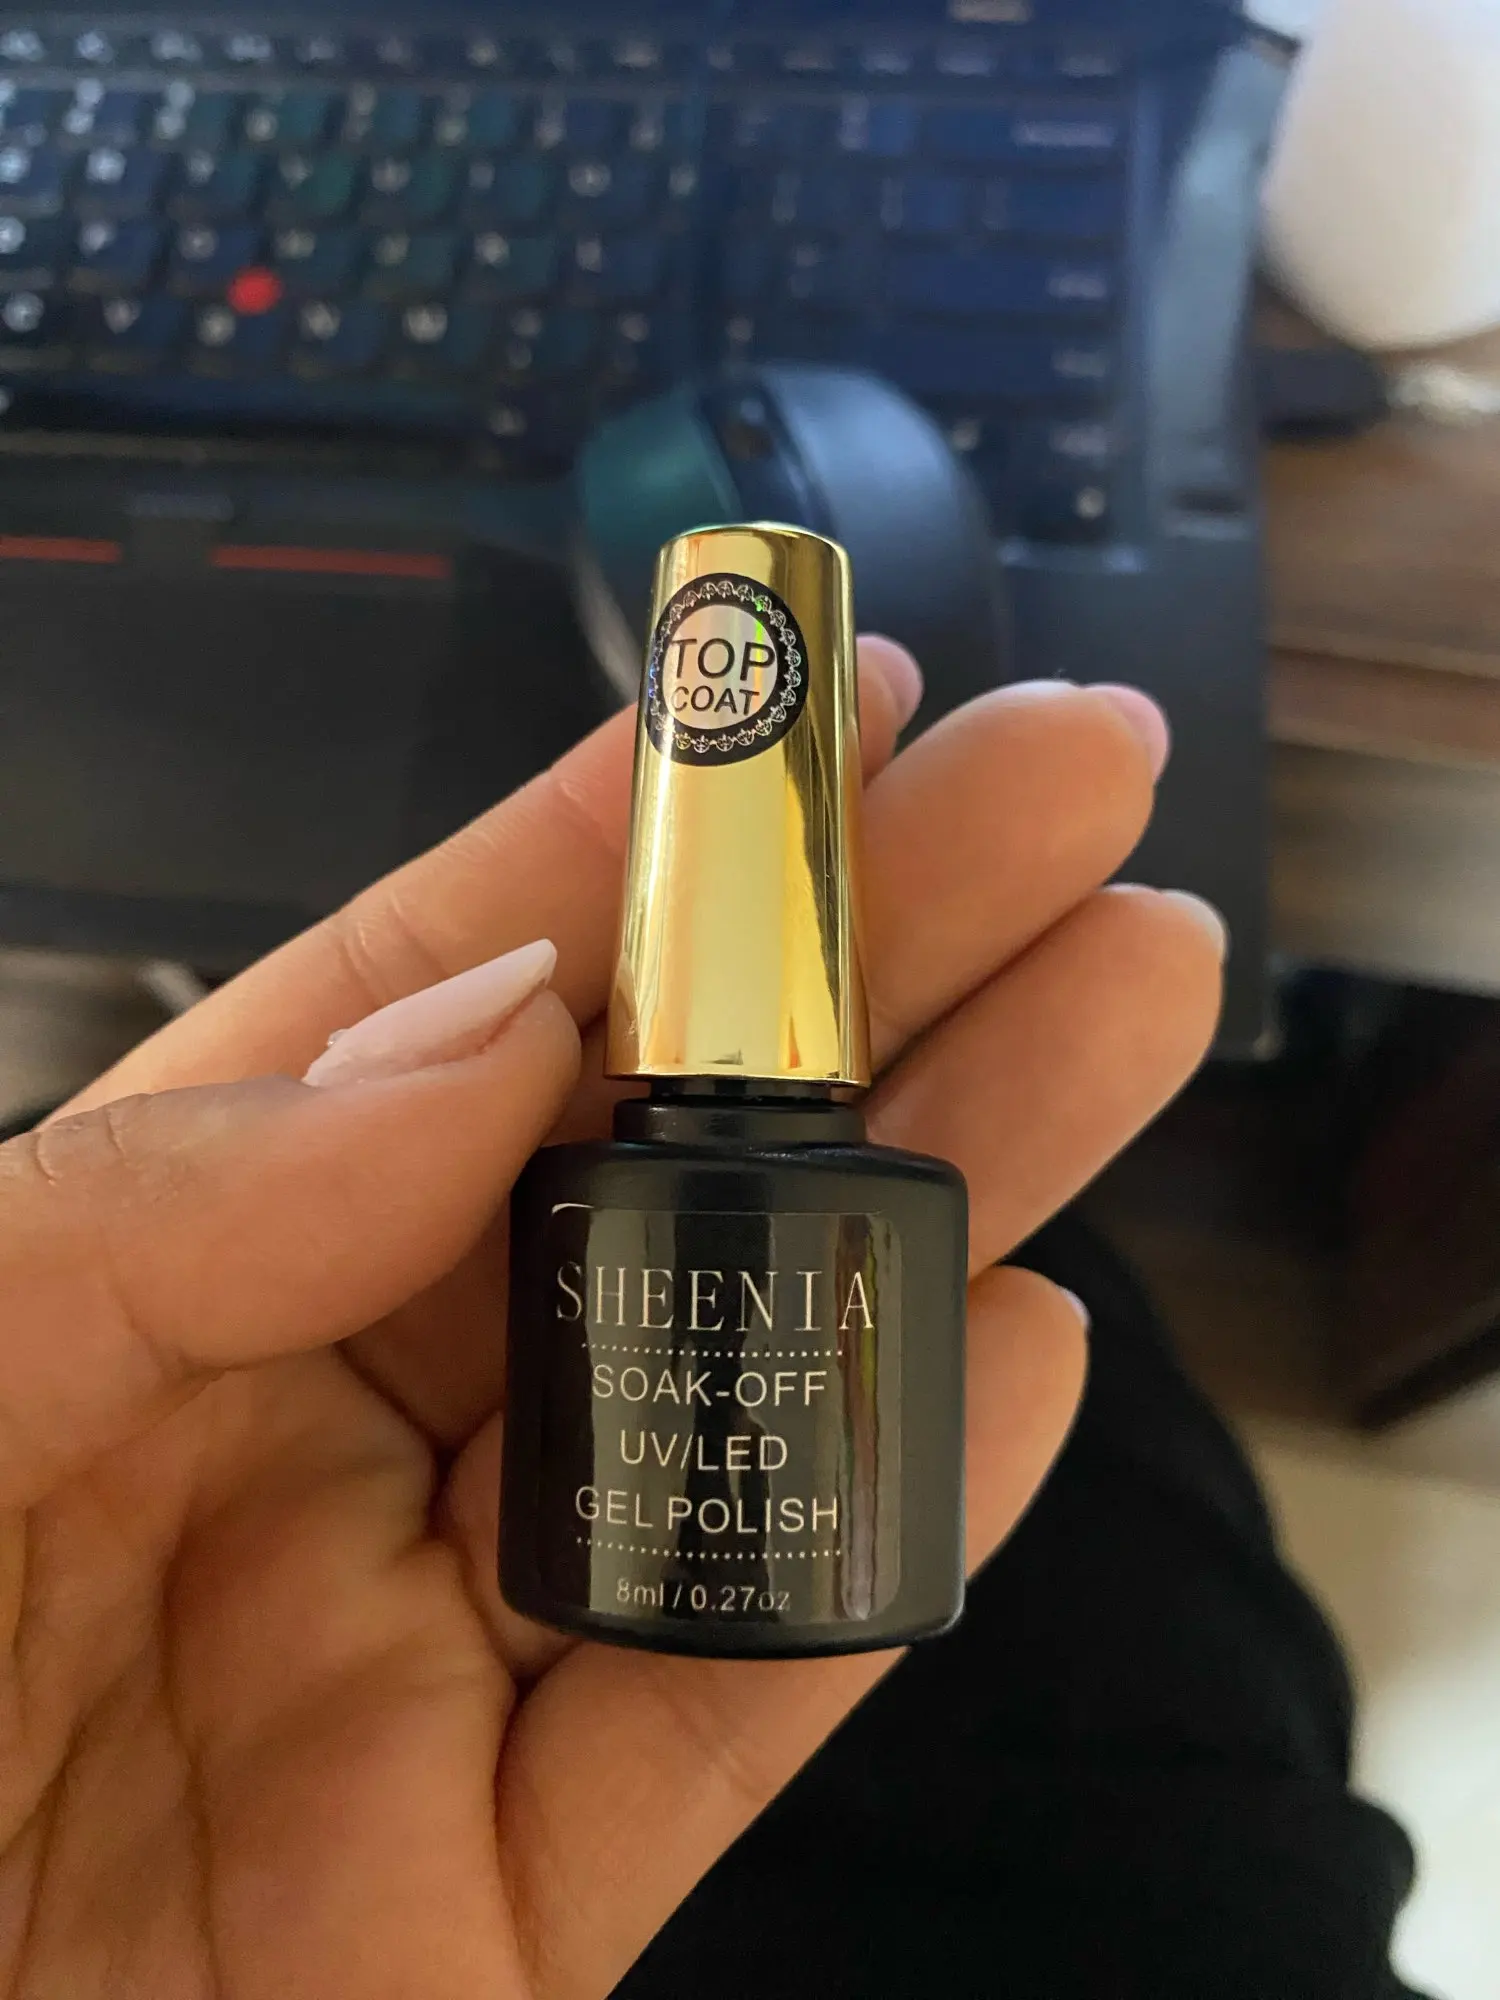 TOP
COAT
SHEENIA
SOAK-OFF
UV/LED
GEL POLISH
8ml / 0.27oz